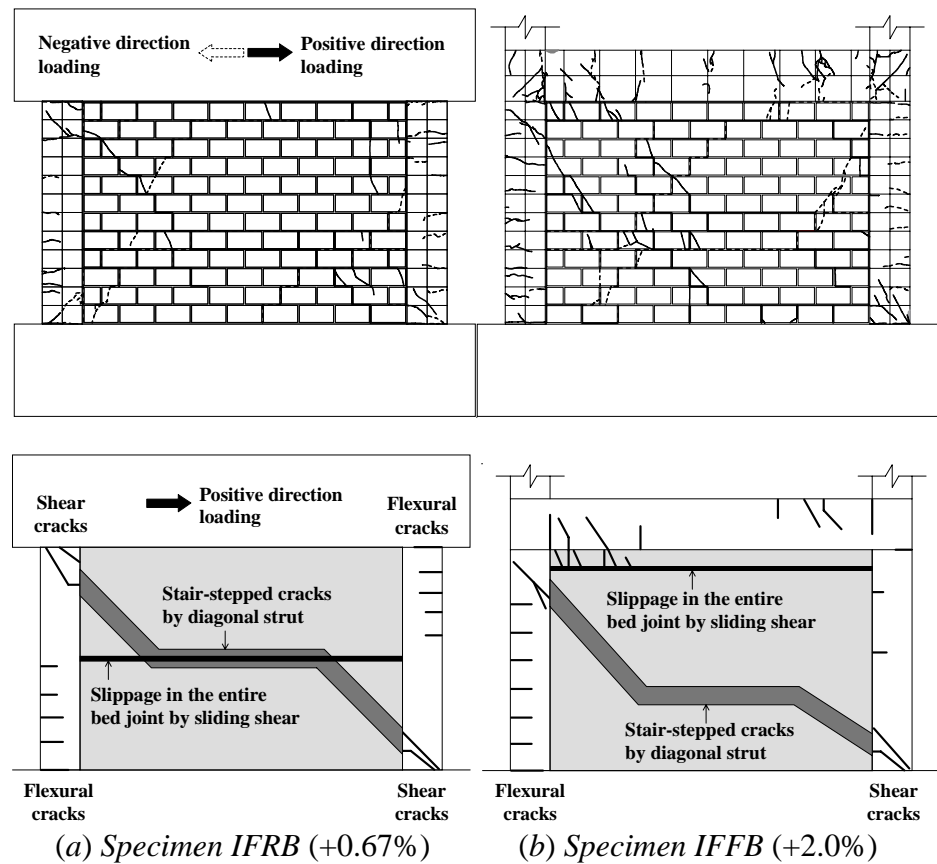 Negative direction
loading
Positive direction
loading
Shear
cracks
Positive direction
loading
Flexural
cracks
Stair-stepped cracks
by diagonal strut
Slippage in the entire
bed joint by sliding shear
Flexural
cracks
Shear
cracks
Slippage in the entire
bed joint by sliding shear
Stair-stepped cracks
by diagonal strut
Flexural
cracks
Shear
cracks
(a) Specimen IFRB (+0.67%)
(b) Specimen IFFB (+2.0%)